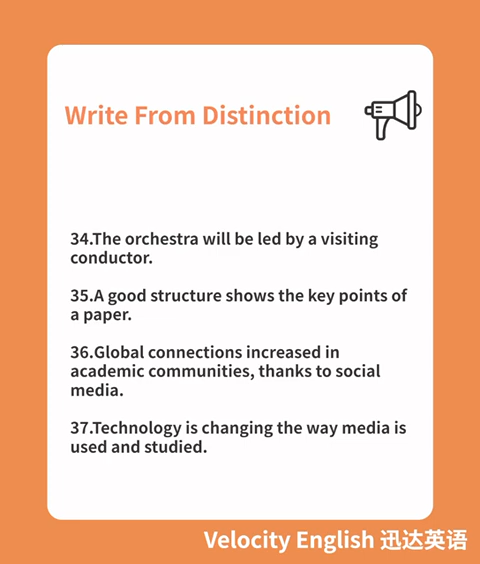 Write From Distinction
34.The orchestra will be led by a visiting
conductor.
35.A good structure shows the key points of
a paper.
36.Global connections increased in
academic communities, thanks to social
media.
37.Technology is changing the way media is
used and studied.
Velocity English 迅达英语